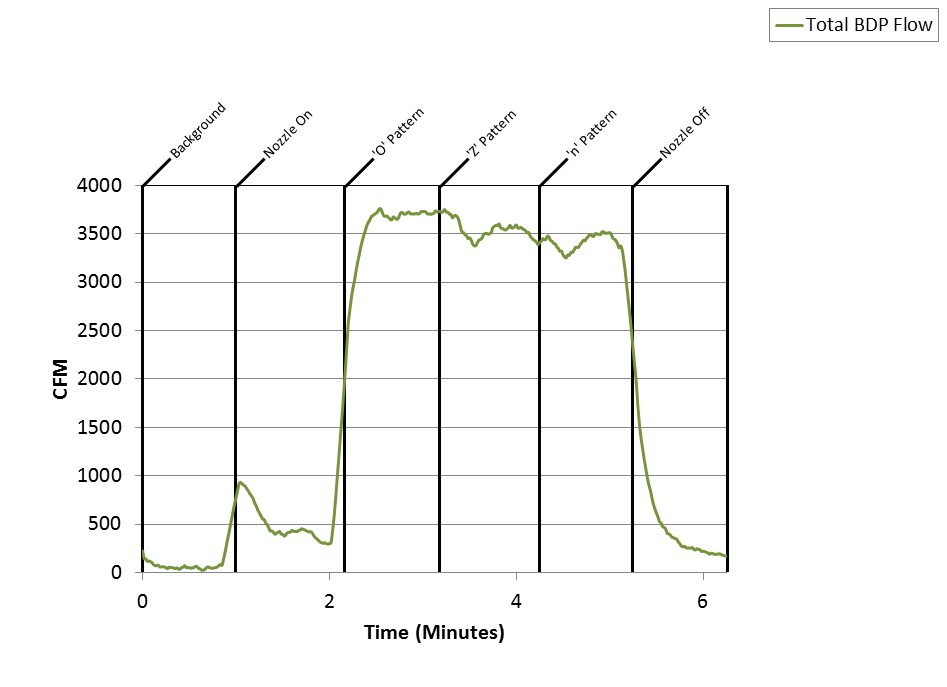 Total BDP Flow
Background
Nozzle On
'O' Pattern
'Z' Pattern
'n' Pattern
Nozzle Off
4000
3500
3000
2500
2000
1500
1000
500
0
CFM
0 2 4 6
Time (Minutes)